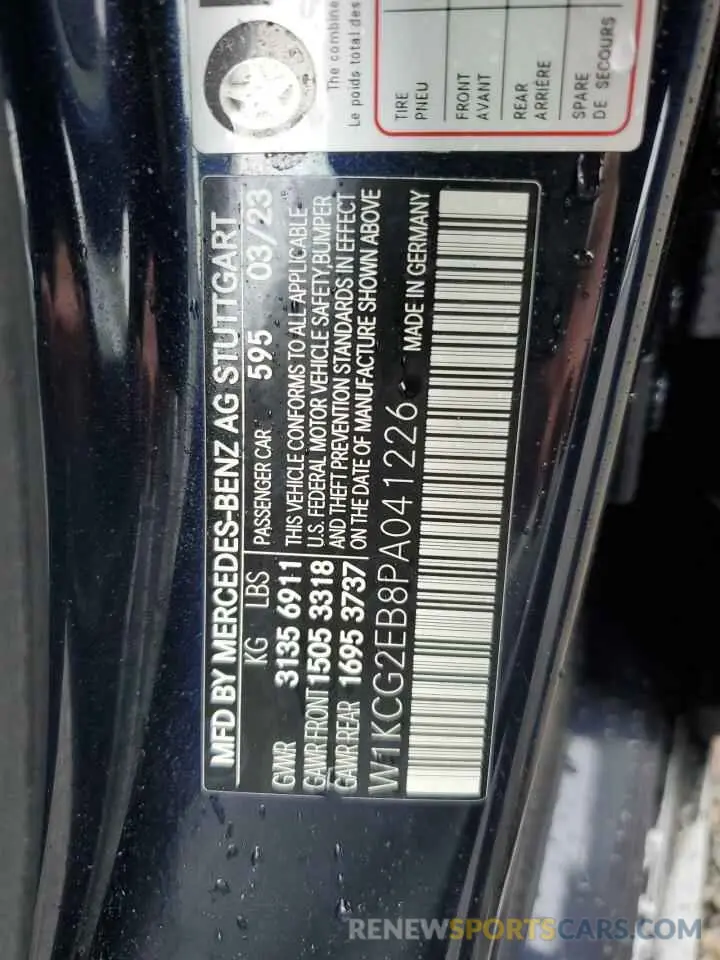 The combine
Le poids total des
TIRE
PNEU
FRONT
AVANT
REAR
ARRIÈRE
SPARE
DE SECOURS
MFD BY MERCEDES-BENZ AG STUTTGART
KG LBS PASSENGER CAR 595 03/23
GVWR 3135 6911 THIS VEHICLE CONFORMS TO ALL APPLICABLE
GAWR FRONT 1505 3318 U.S. FEDERAL MOTOR VEHICLE SAFETY, BUMPER
GAWR REAR 1695 3737 AND THEFT PREVENTION STANDARDS IN EFFECT
ON THE DATE OF MANUFACTURE SHOWN ABOVE
W1KCG2EB8PA041226 MADE IN GERMANY
RENEWSPORTSCARS.COM